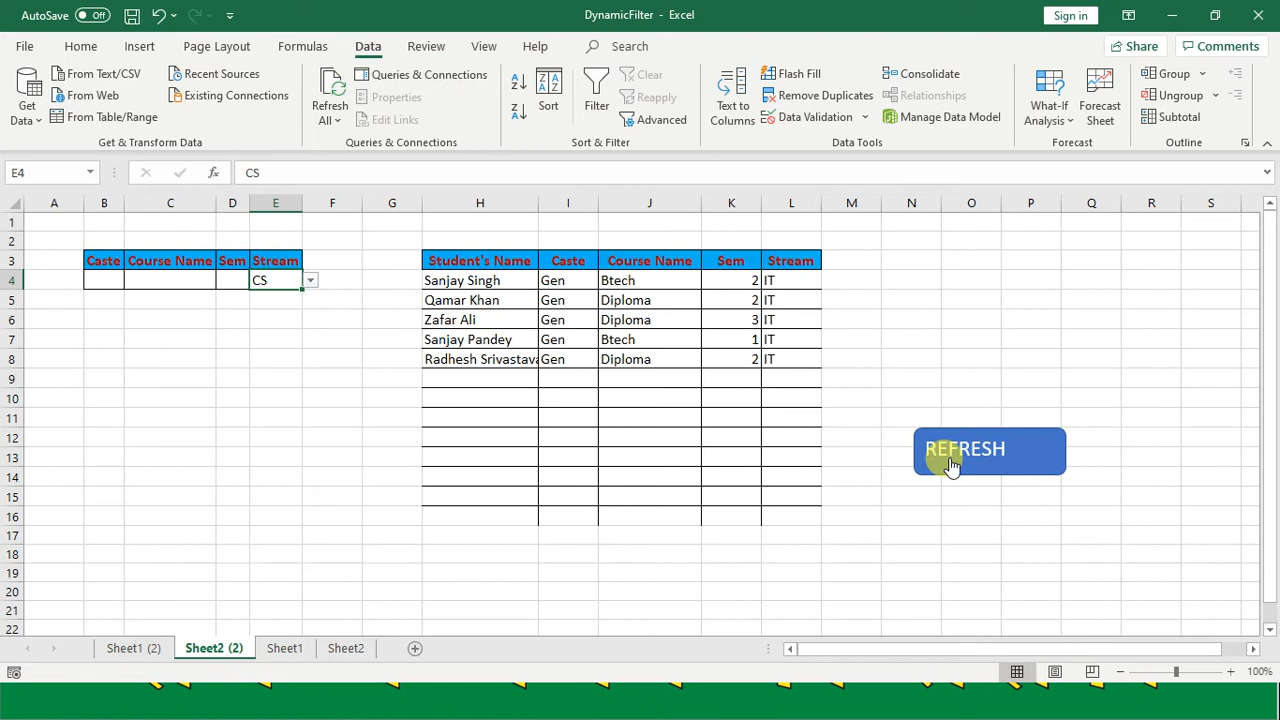 AutoSave Off DynamicFilter - Excel Sign in
File Home Insert Page Layout Formulas Data Review View Help Search Share Comments
Get Data From Text/CSV From Web From Table/Range Recent Sources Existing Connections
Get & Transform Data
Refresh All Queries & Connections Properties Edit Links
Queries & Connections
Sort Filter Clear Reapply Advanced
Sort & Filter
Text to Columns Flash Fill Remove Duplicates Data Validation Consolidate Relationships Manage Data Model
Data Tools
What-If Analysis Forecast Sheet
Forecast
Group Ungroup Subtotal
Outline
E4 fx CS
A B C D E F G H I J K L M N O P Q R S
1
2
3 Caste Course Name Sem Stream Student's Name Caste Course Name Sem Stream
4 CS Sanjay Singh Gen Btech 2 IT
5 Qamar Khan Gen Diploma 2 IT
6 Zafar Ali Gen Diploma 3 IT
7 Sanjay Pandey Gen Btech 1 IT
8 Radhesh Srivastava Gen Diploma 2 IT
9
10
11
12
13 REFRESH
14
15
16
17
18
19
20
21
22
Sheet1 (2) Sheet2 (2) Sheet1 Sheet2
100%